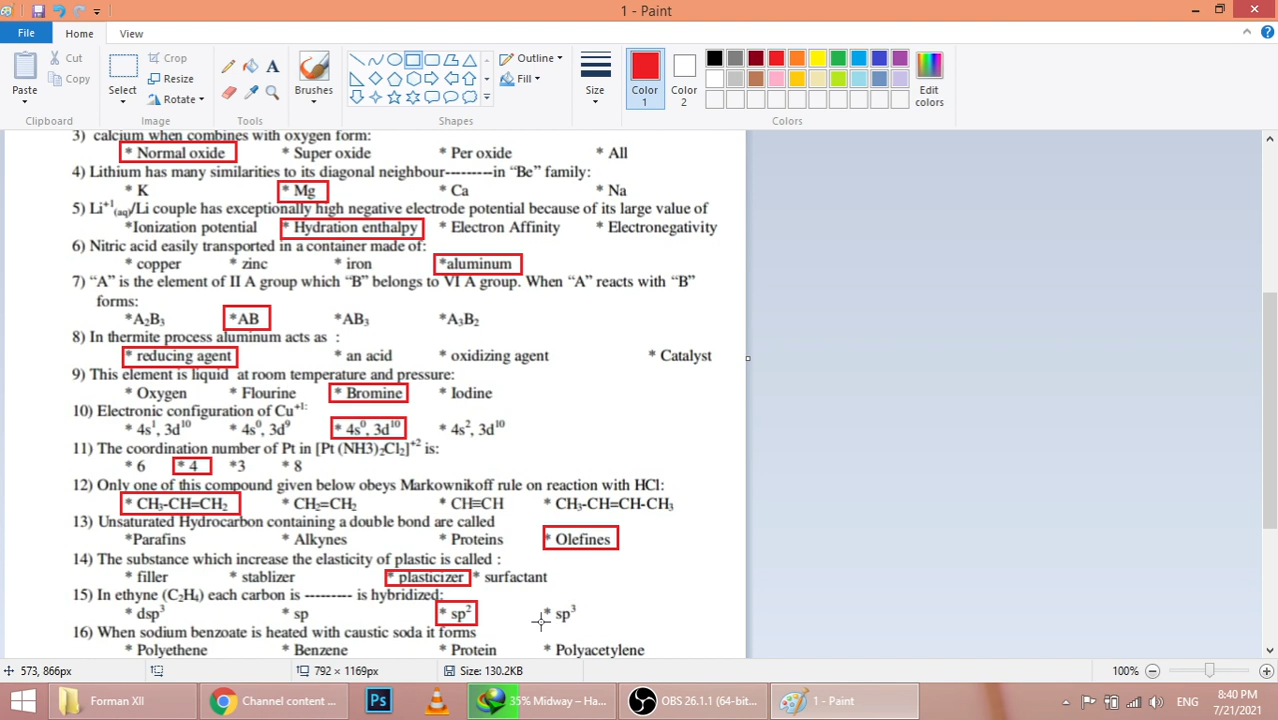 1 - Paint
File Home View
Paste Cut Copy Clipboard
Select Crop Resize Rotate Image
Tools
Brushes
Outline Fill Shapes
Size
Color 1 Color 2 Edit colors Colors
3) calcium when combines with oxygen form:
* Normal oxide * Super oxide * Per oxide * All
4) Lithium has many similarities to its diagonal neighbour---------in “Be” family:
* K * Mg * Ca * Na
5) Li+1(aq)/Li couple has exceptionally high negative electrode potential because of its large value of
*Ionization potential * Hydration enthalpy * Electron Affinity * Electronegativity
6) Nitric acid easily transported in a container made of:
* copper * zinc * iron *aluminum
7) “A” is the element of II A group which “B” belongs to VI A group. When “A” reacts with “B”
forms:
*A₂B₃ *AB *AB₃ *A₃B₂
8) In thermite process aluminum acts as :
* reducing agent * an acid * oxidizing agent * Catalyst
9) This element is liquid at room temperature and pressure:
* Oxygen * Flourine * Bromine * Iodine
10) Electronic configuration of Cu+1:
* 4s¹, 3d¹⁰ * 4s⁰, 3d⁹ * 4s⁰, 3d¹⁰ * 4s², 3d¹⁰
11) The coordination number of Pt in [Pt (NH3)₂Cl₂]+2 is:
* 6 * 4 *3 * 8
12) Only one of this compound given below obeys Markownikoff rule on reaction with HCl:
* CH₃-CH=CH₂ * CH₂=CH₂ * CH≡CH * CH₃-CH=CH-CH₃
13) Unsaturated Hydrocarbon containing a double bond are called
*Parafins * Alkynes * Proteins * Olefines
14) The substance which increase the elasticity of plastic is called :
* filler * stablizer * plasticizer * surfactant
15) In ethyne (C₂H₄) each carbon is --------- is hybridized:
* dsp³ * sp * sp² * sp³
16) When sodium benzoate is heated with caustic soda it forms
* Polyethene * Benzene * Protein * Polyacetylene
573, 866px 792 × 1169px Size: 130.2KB 100%
Forman XII Channel content ... Ps 35% Midway – Ha... OBS 26.1.1 (64-bit... 1 - Paint ENG 8:40 PM
7/21/2021